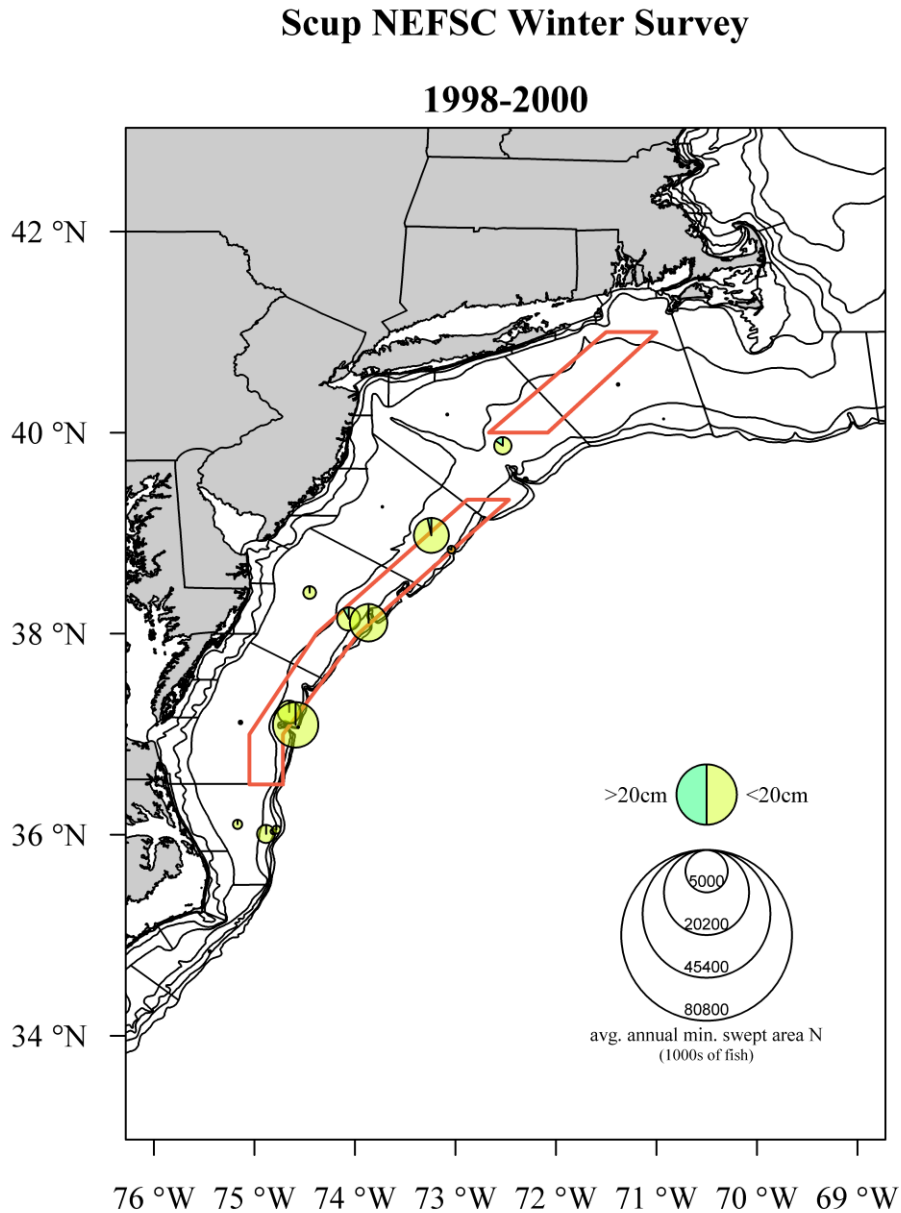 Scup NEFSC Winter Survey
1998-2000
42 °N
40 °N
38 °N
36 °N
34 °N
>20cm <20cm
5000
20200
45400
80800
avg. annual min. swept area N
(1000s of fish)
76 °W 75 °W 74 °W 73 °W 72 °W 71 °W 70 °W 69 °W